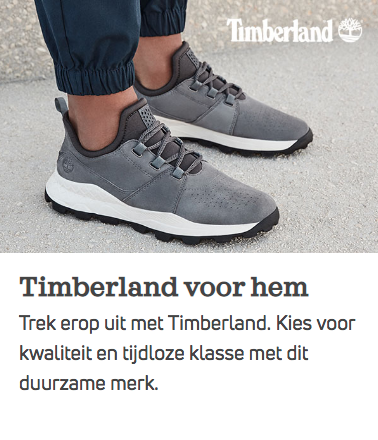 Timberland
Timberland voor hem
Trek erop uit met Timberland. Kies voor
kwaliteit en tijdloze klasse met dit
duurzame merk.